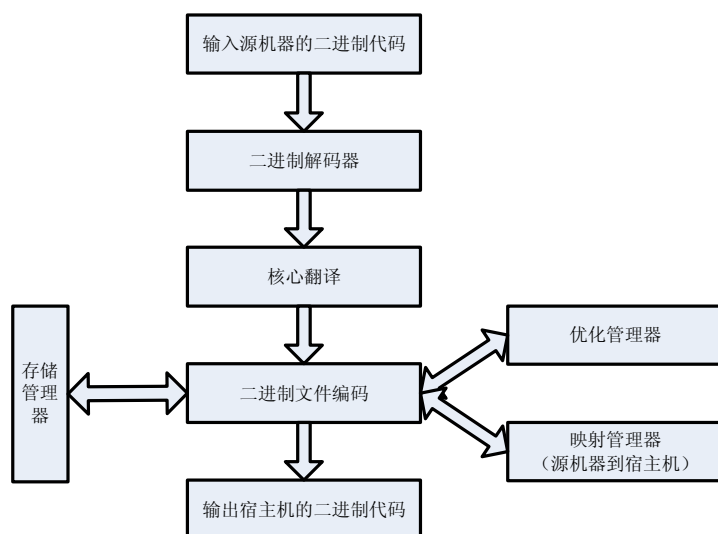 输入源机器的二进制代码
二进制解码器
核心翻译
优化管理器
存储
管理
器
二进制文件编码
映射管理器
（源机器到宿主机）
输出宿主机的二进制代码